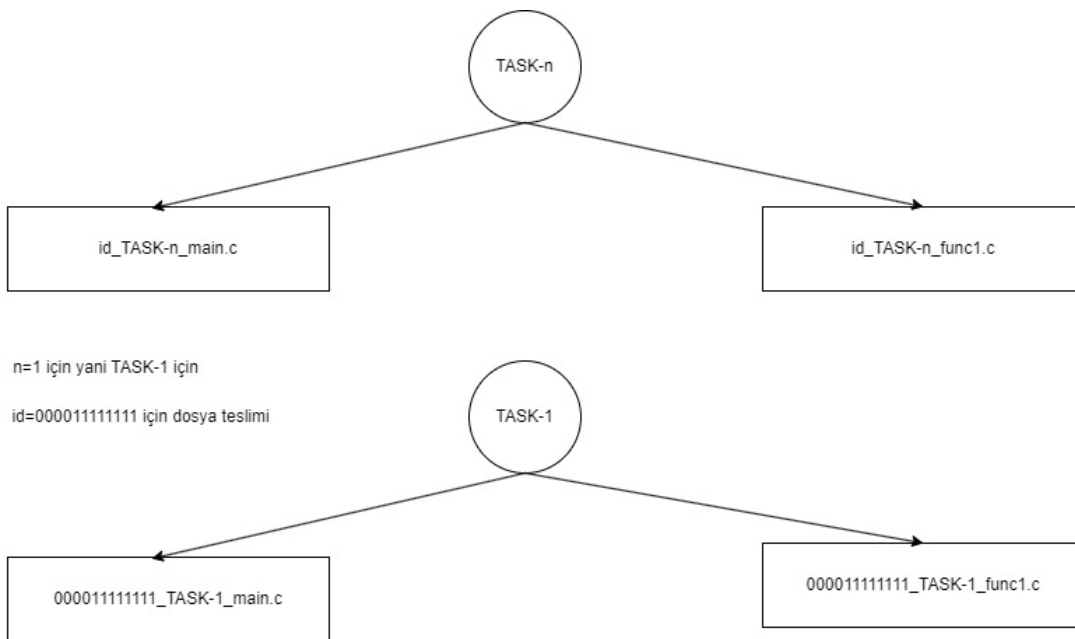 TASK-n
id_TASK-n_main.c
id_TASK-n_func1.c
n=1 için yani TASK-1 için
id=000011111111 için dosya teslimi
TASK-1
000011111111_TASK-1_main.c
000011111111_TASK-1_func1.c